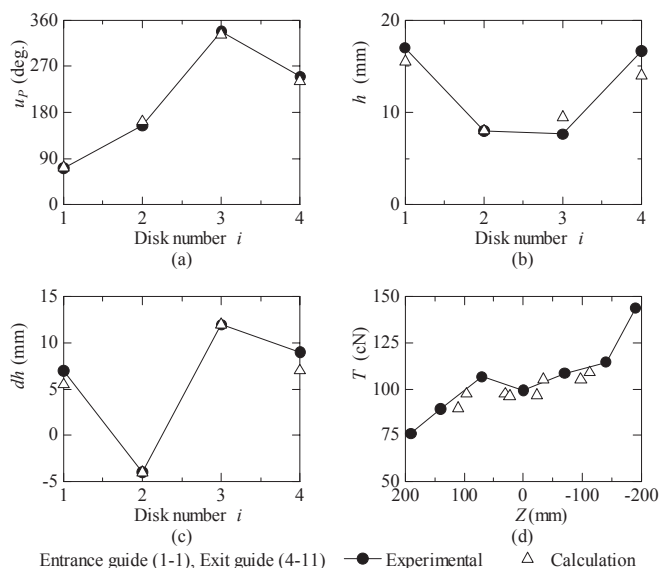 360
270
180
90
0
u_P (deg.)
1 2 3 4
Disk number i
(a)
20
10
0
h (mm)
1 2 3 4
Disk number i
(b)
15
10
5
0
-5
dh (mm)
1 2 3 4
Disk number i
(c)
150
125
100
75
50
T (cN)
200 100 0 -100 -200
Z (mm)
(d)
Entrance guide (1-1), Exit guide (4-11) Experimental Calculation